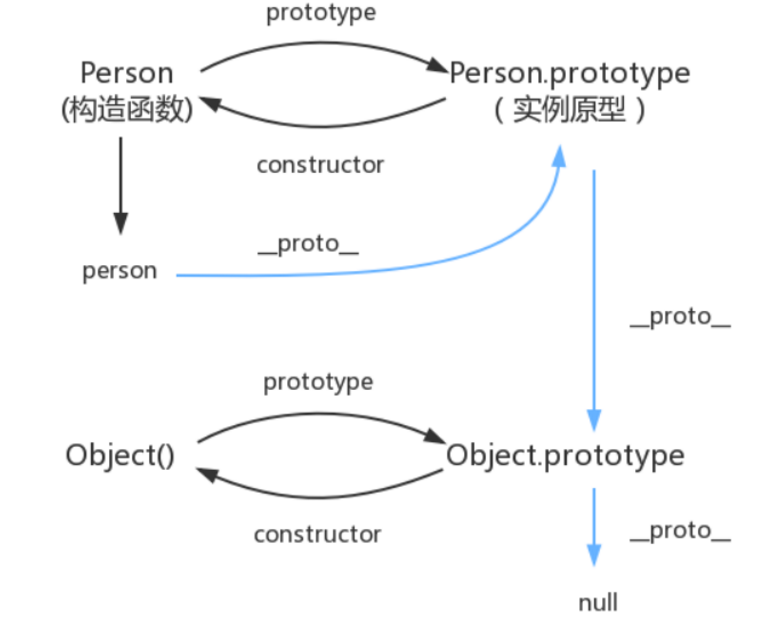 prototype
Person
Person.prototype
(构造函数)
（实例原型）
constructor
__proto__
person
__proto__
prototype
Object()
Object.prototype
constructor
__proto__
null